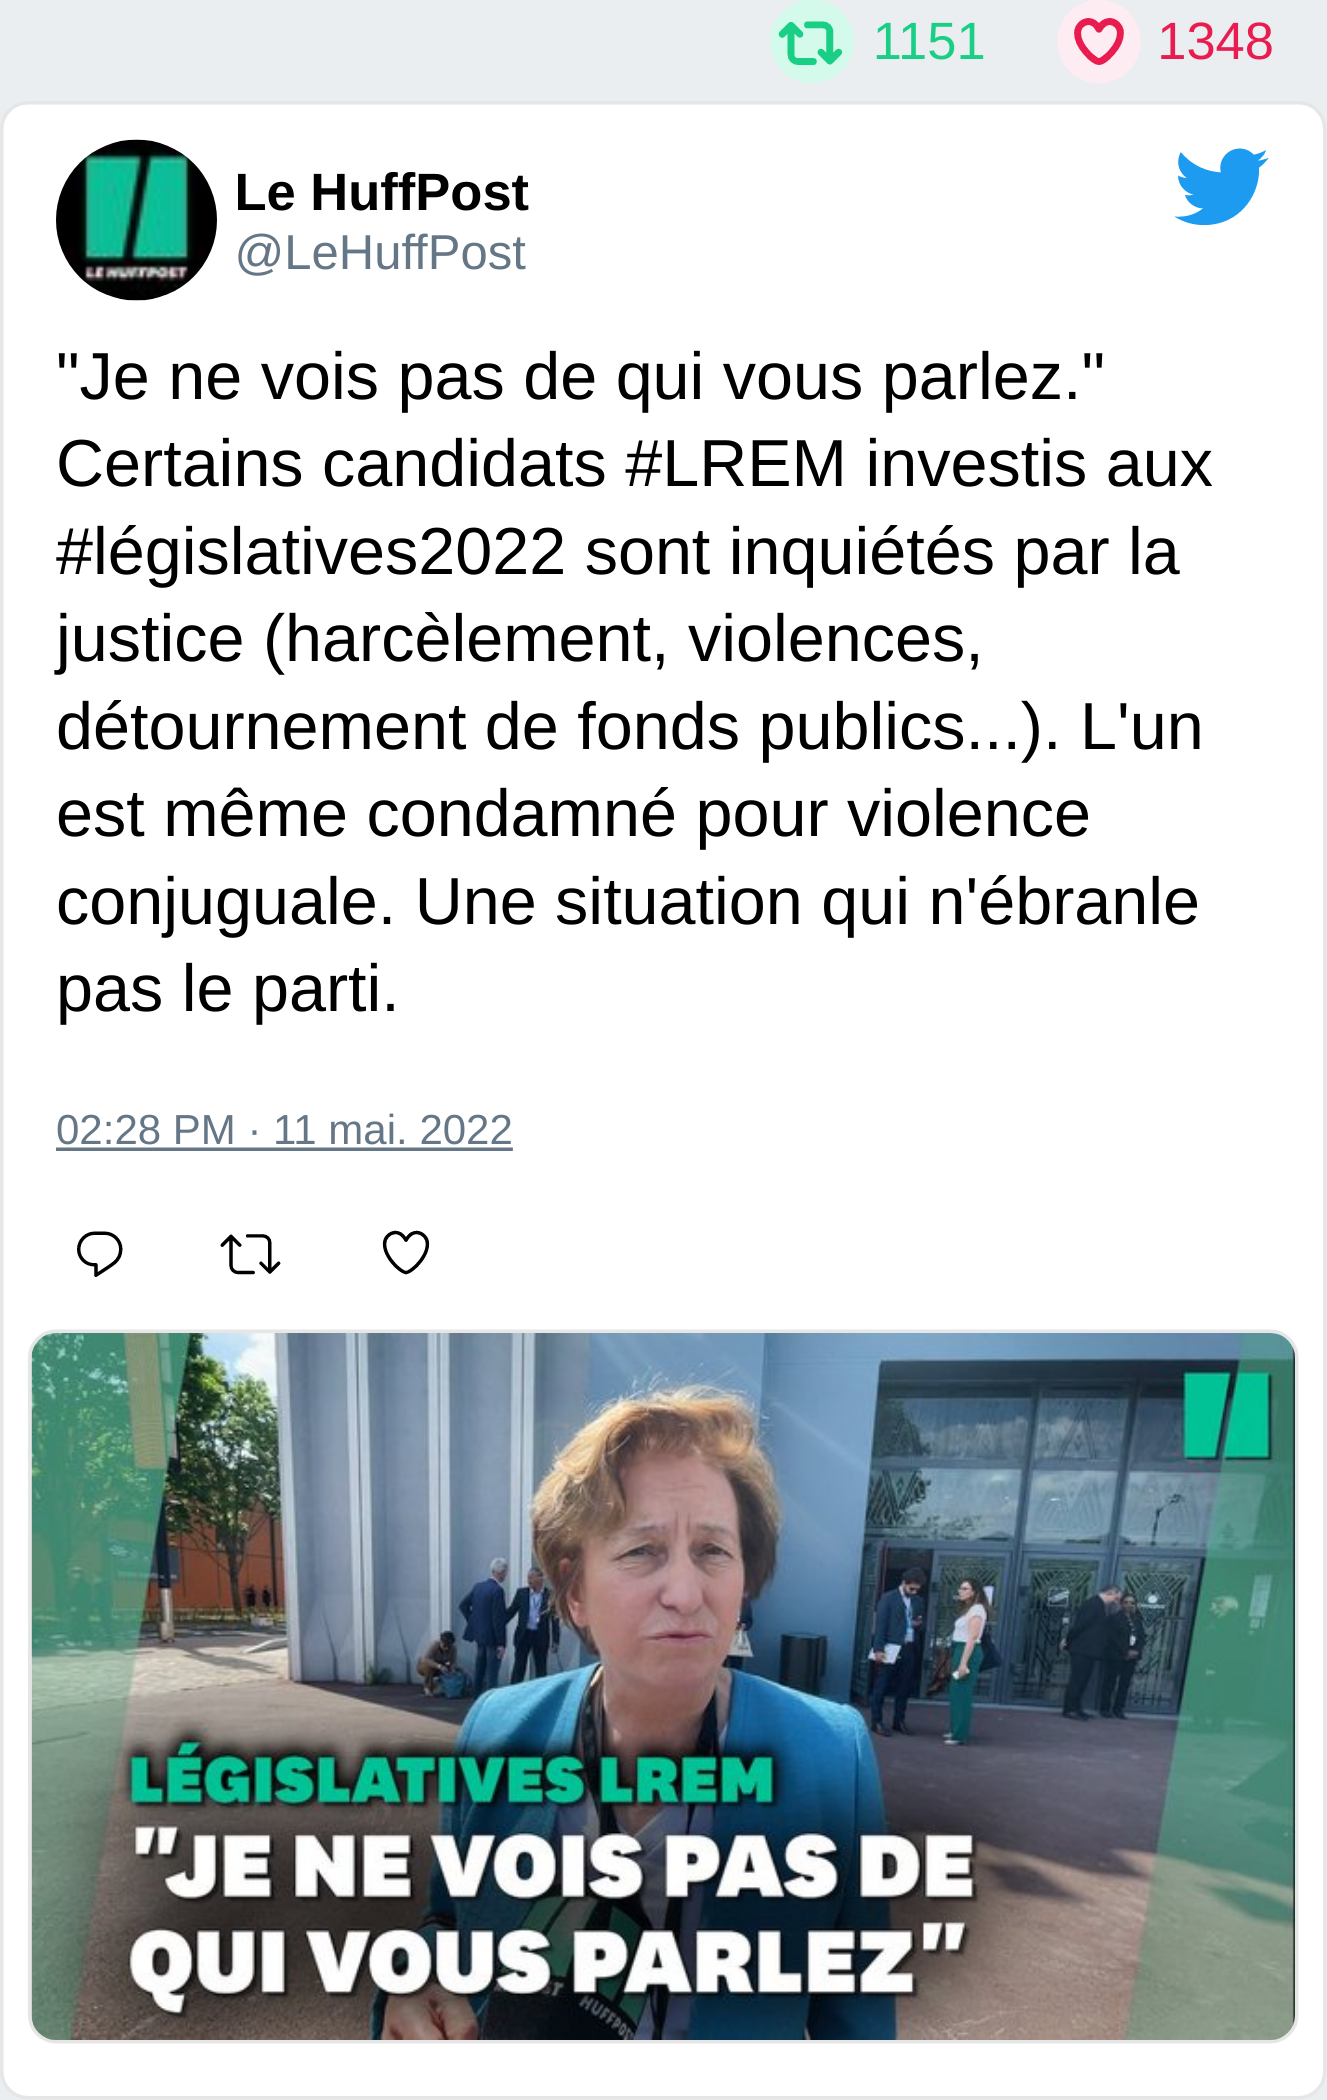 1151 1348
LE HUFFPOST
Le HuffPost
@LeHuffPost
"Je ne vois pas de qui vous parlez."
Certains candidats #LREM investis aux
#législatives2022 sont inquiétés par la
justice (harcèlement, violences,
détournement de fonds publics...). L'un
est même condamné pour violence
conjuguale. Une situation qui n'ébranle
pas le parti.
02:28 PM · 11 mai. 2022
LÉGISLATIVES LREM
"JE NE VOIS PAS DE
QUI VOUS PARLEZ"